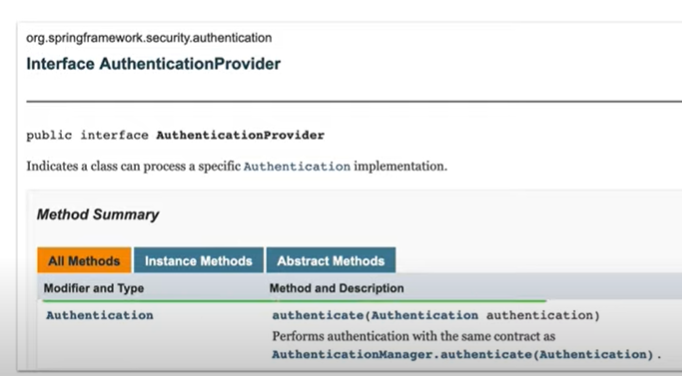 org.springframework.security.authentication
Interface AuthenticationProvider
public interface AuthenticationProvider
Indicates a class can process a specific Authentication implementation.
Method Summary
All Methods Instance Methods Abstract Methods
Modifier and Type Method and Description
Authentication authenticate(Authentication authentication)
Performs authentication with the same contract as
AuthenticationManager.authenticate(Authentication).